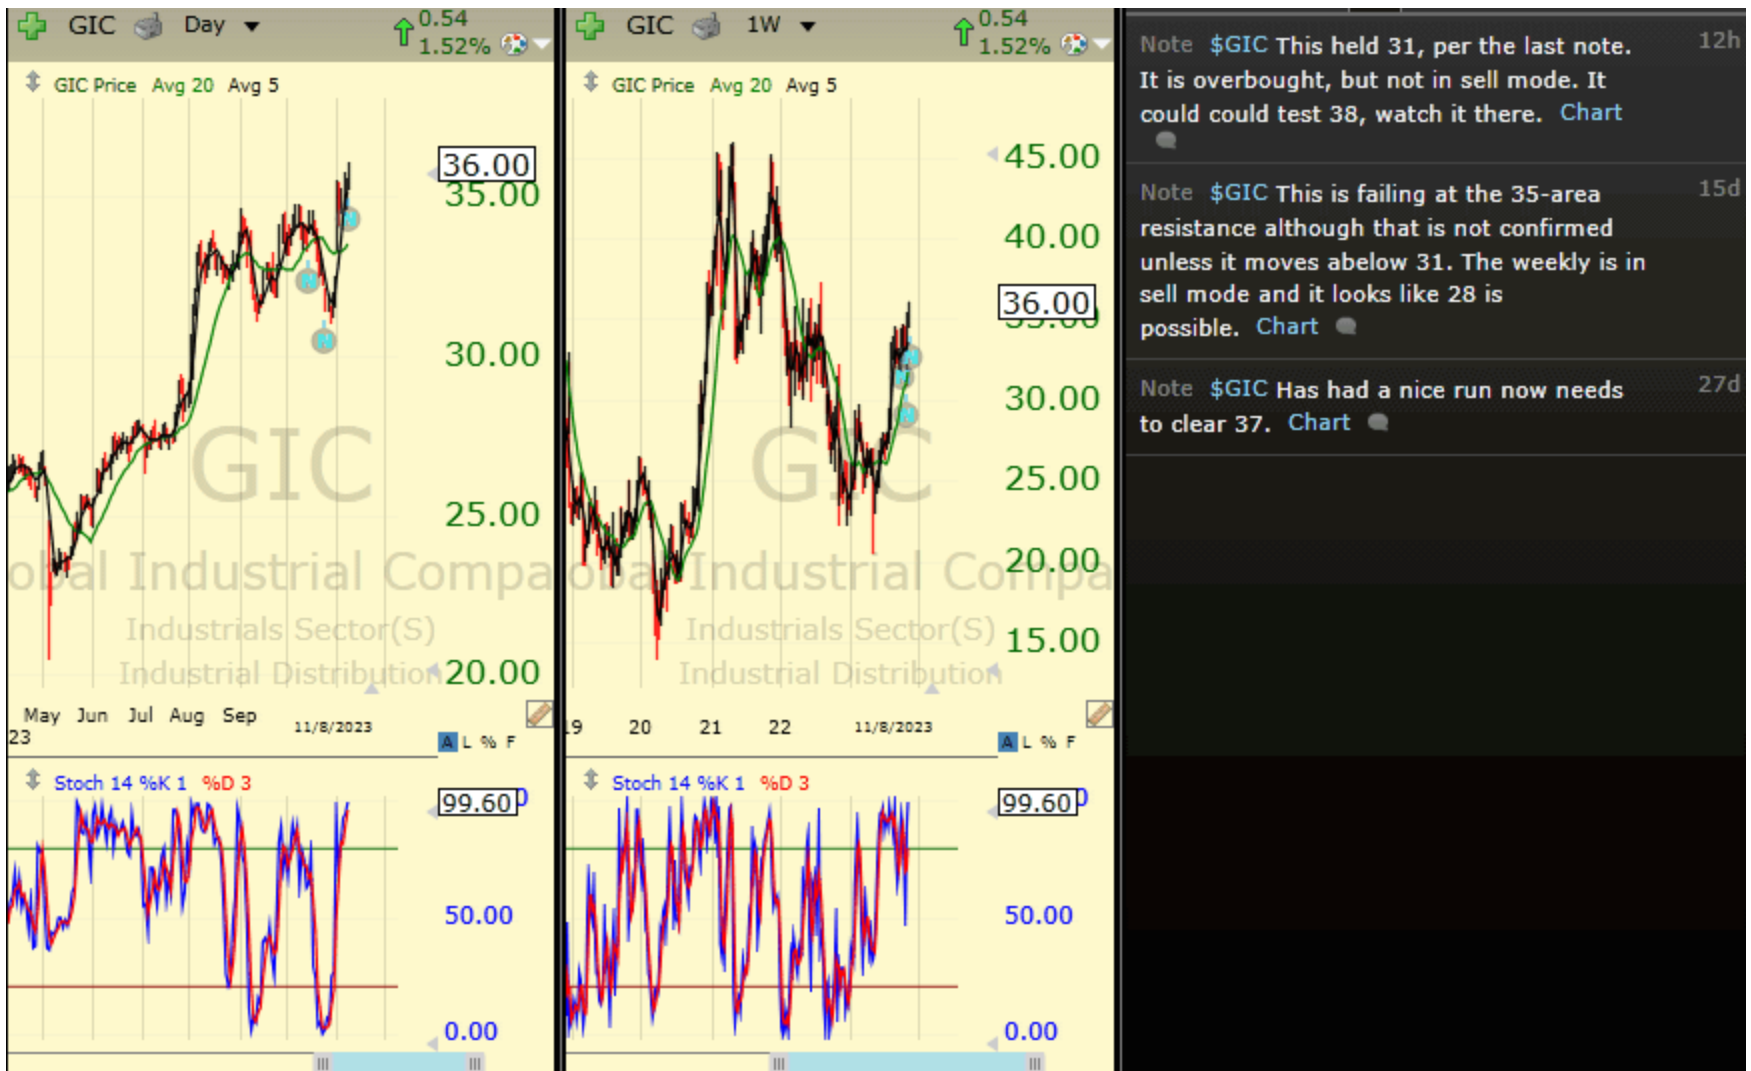 GIC Day 0.54
1.52%
GIC Price Avg 20 Avg 5
36.00
35.00
30.00
25.00
20.00
GIC
obal Industrial Compa
Industrials Sector(S)
Industrial Distribution
N
N
N
May Jun Jul Aug Sep 11/8/2023
23
A L % F
Stoch 14 %K 1 %D 3
99.60
50.00
0.00
GIC 1W 0.54
1.52%
GIC Price Avg 20 Avg 5
45.00
40.00
36.00
35.00
30.00
25.00
20.00
15.00
GIC
obal Industrial Compa
Industrials Sector(S)
Industrial Distribution
N
N
N
19 20 21 22 11/8/2023
A L % F
Stoch 14 %K 1 %D 3
99.60
50.00
0.00
Note $GIC This held 31, per the last note. 12h
It is overbought, but not in sell mode. It
could could test 38, watch it there. Chart
Note $GIC This is failing at the 35-area 15d
resistance although that is not confirmed
unless it moves abelow 31. The weekly is in
sell mode and it looks like 28 is
possible. Chart
Note $GIC Has had a nice run now needs 27d
to clear 37. Chart